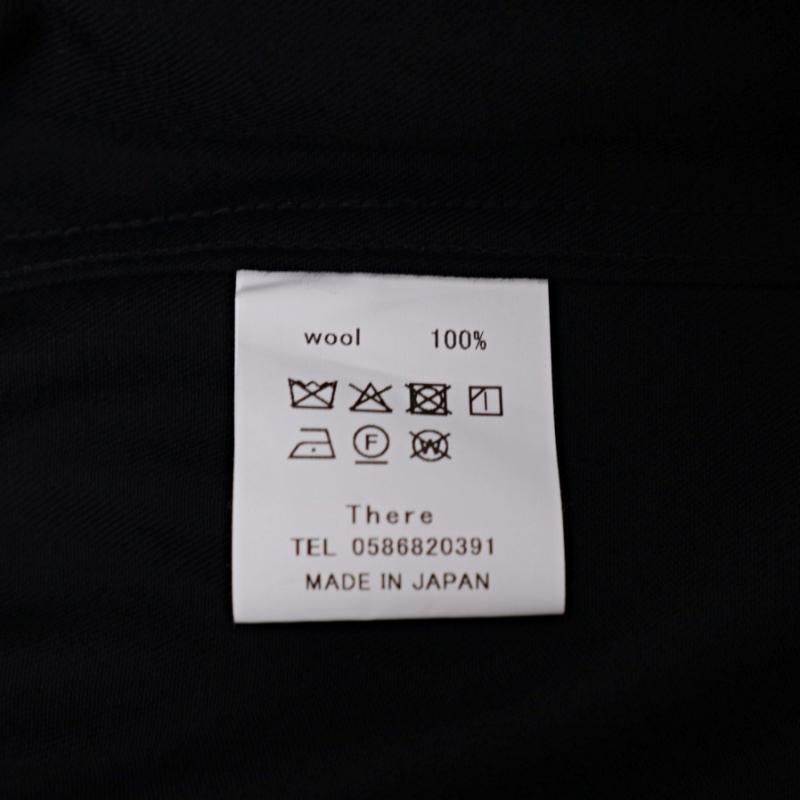 wool 100%
F W
There
TEL 0586820391
MADE IN JAPAN